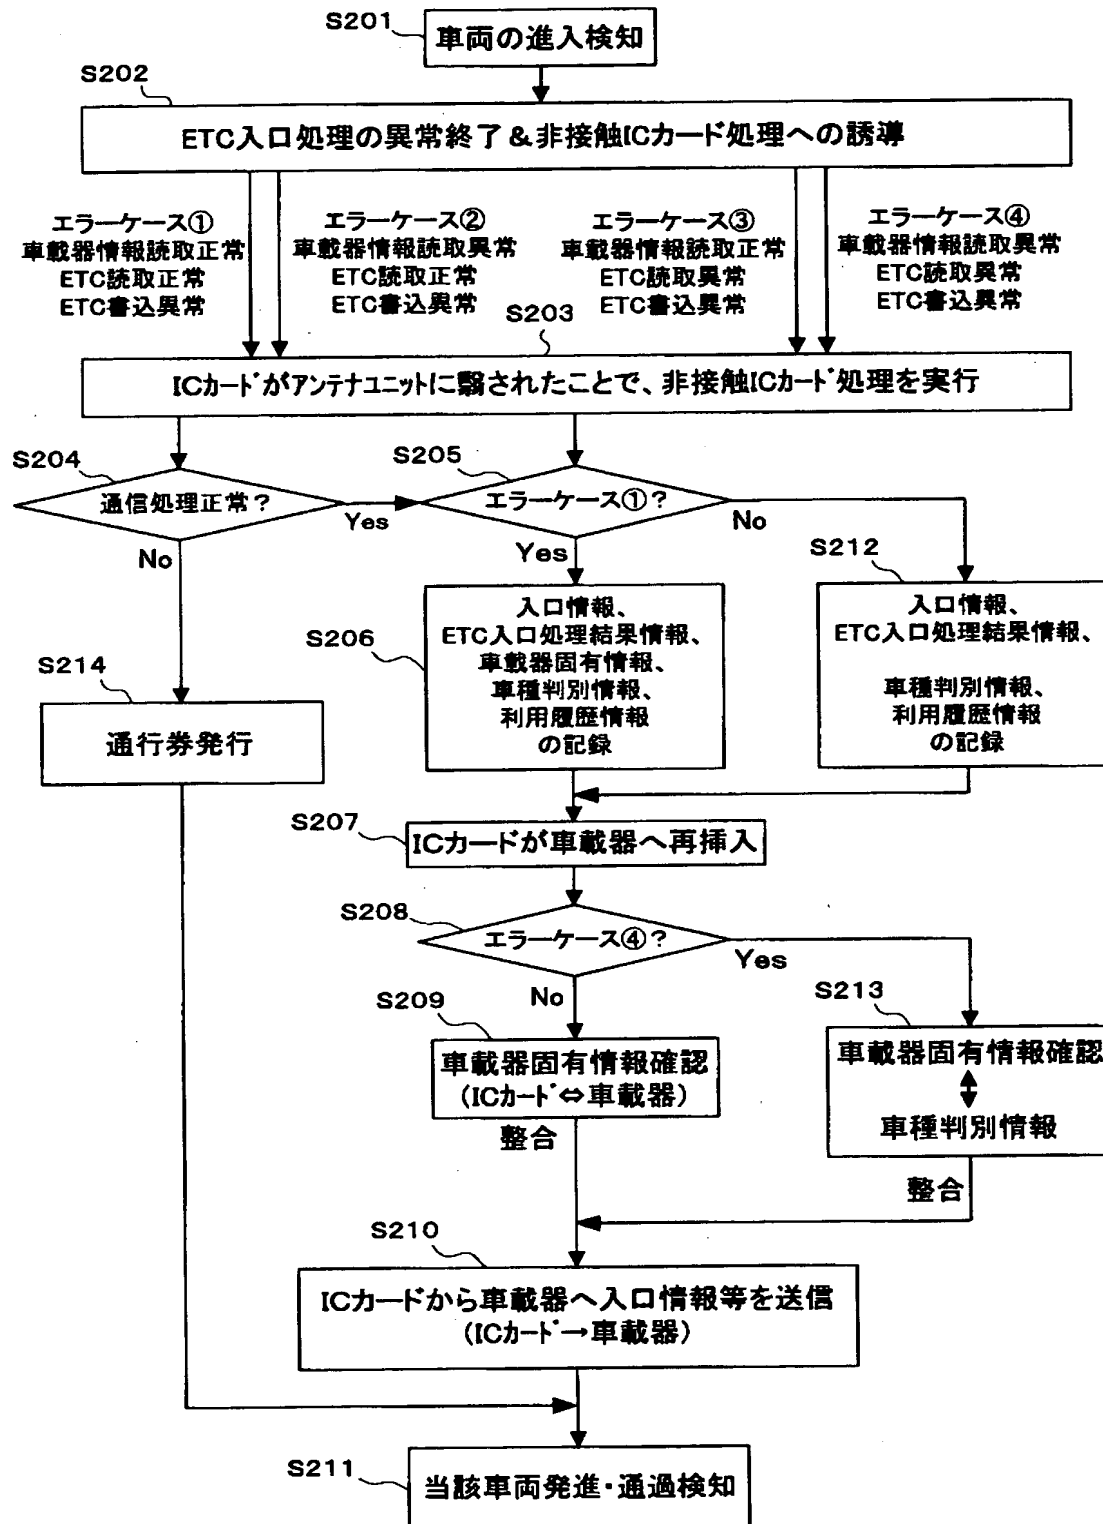 S201
車両の進入検知
S202
ETC入口処理の異常終了&非接触ICカード処理への誘導
エラーケース①
車載器情報読取正常
ETC読取正常
ETC書込異常
エラーケース②
車載器情報読取異常
ETC読取正常
ETC書込異常
エラーケース③
車載器情報読取正常
ETC読取異常
ETC書込異常
エラーケース④
車載器情報読取異常
ETC読取異常
ETC書込異常
S203
ICカードがアンテナユニットに翳されたことで、非接触ICカード処理を実行
S204
通信処理正常?
Yes
No
S205
エラーケース①?
No
Yes
S206
入口情報、
ETC入口処理結果情報、
車載器固有情報、
車種判別情報、
利用履歴情報
の記録
S212
入口情報、
ETC入口処理結果情報、
車種判別情報、
利用履歴情報
の記録
S214
通行券発行
S207
ICカードが車載器へ再挿入
S208
エラーケース④?
Yes
No
S209
車載器固有情報確認
(ICカード⇔車載器)
整合
S213
車載器固有情報確認
車種判別情報
整合
S210
ICカードから車載器へ入口情報等を送信
(ICカード→車載器)
S211
当該車両発進・通過検知